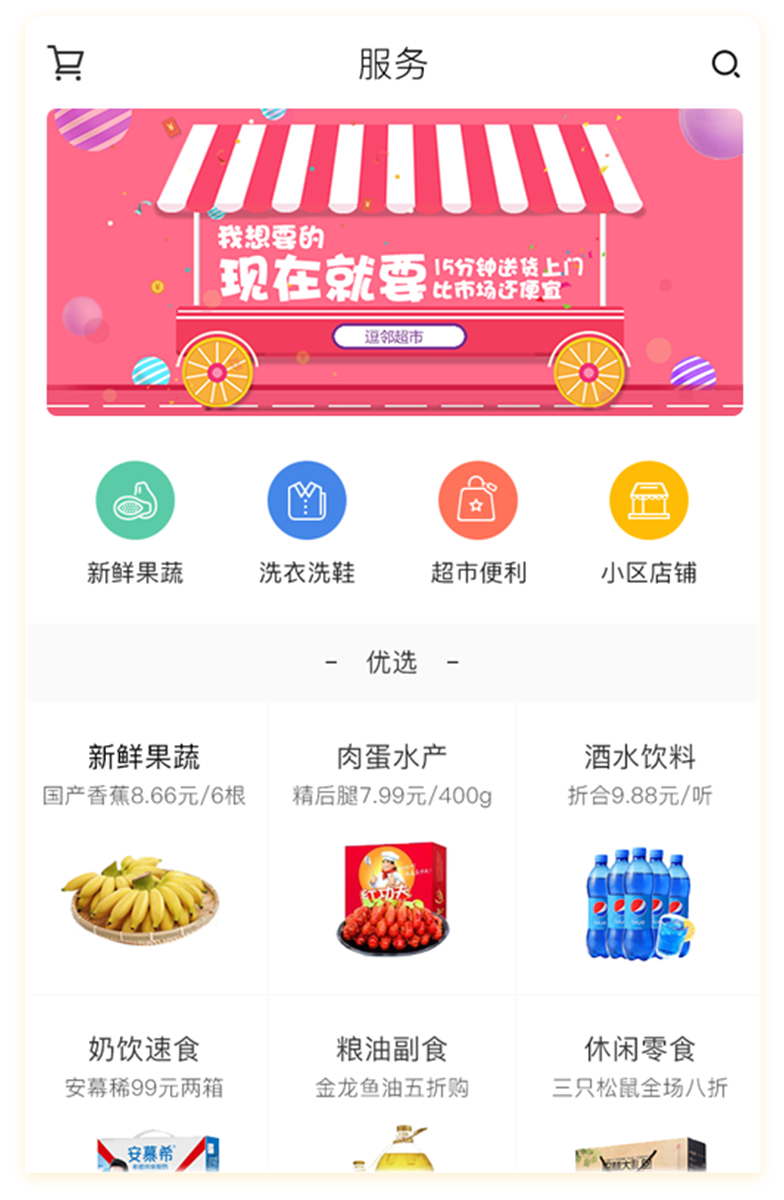 服务
我想要的
现在就要
15分钟送货上门
比市场还便宜
逗邻超市
新鲜果蔬 洗衣洗鞋 超市便利 小区店铺
- 优选 -
新鲜果蔬 肉蛋水产 酒水饮料
国产香蕉8.66元/6根 精后腿7.99元/400g 折合9.88元/听
红功夫
奶饮速食 粮油副食 休闲零食
安幕稀99元两箱 金龙鱼油五折购 三只松鼠全场八折
安慕希